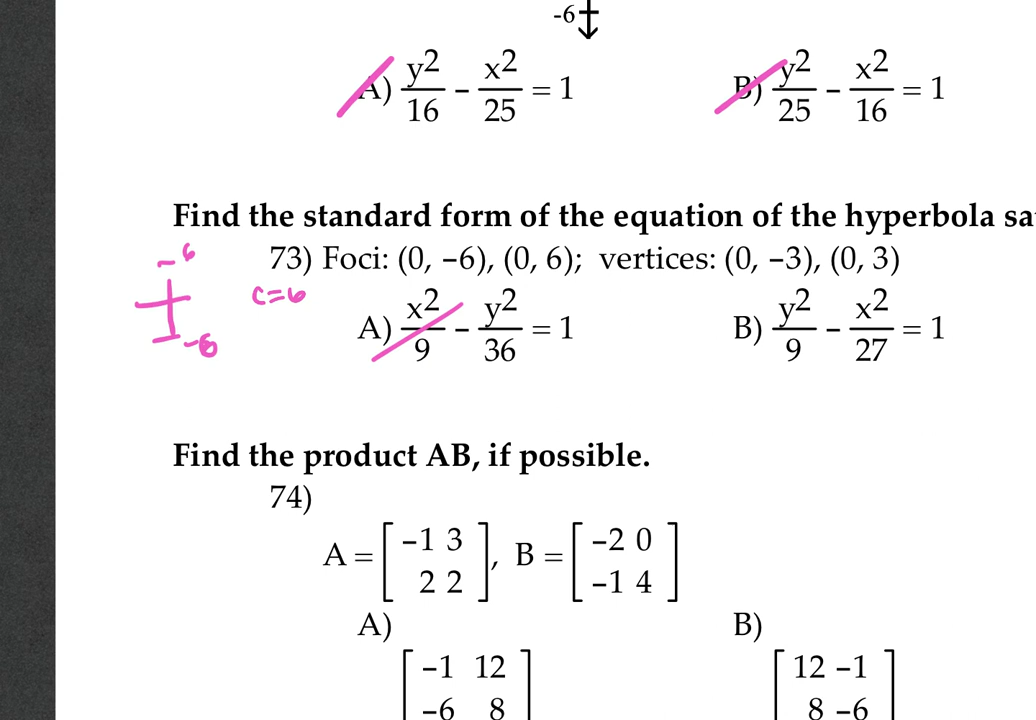 -6
A) y2/16 - x2/25 = 1 B) y2/25 - x2/16 = 1
Find the standard form of the equation of the hyperbola sa
-6
73) Foci: (0, -6), (0, 6); vertices: (0, -3), (0, 3)
c=6
A) x2/9 - y2/36 = 1 B) y2/9 - x2/27 = 1
-6
Find the product AB, if possible.
74)
A = [ -1 3 ], B = [ -2 0 ]
2 2 -1 4
A) B)
-1 12 12 -1
-6 8 8 -6